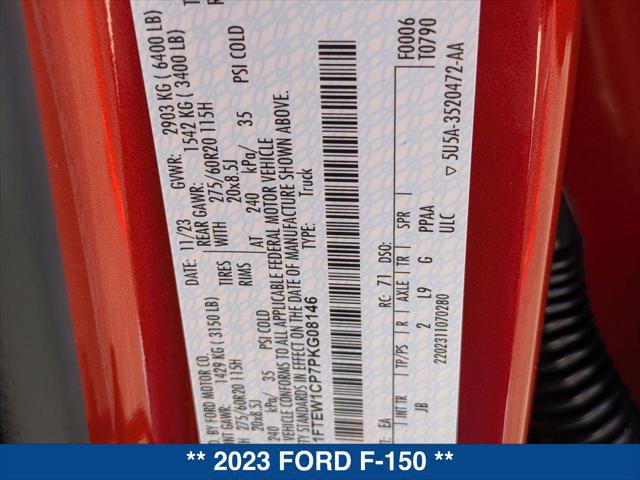 BY FORD MOTOR CO.
DATE: 11/23 GVWR: 2903 KG (6400 LB)
GAWR: 1429 KG (3150 LB) REAR GAWR: 1542 KG (3400 LB)
275/60R20 115H TIRES WITH 275/60R20 115H
20x8.5J RIMS 20x8.5J
240 kPa/ 35 PSI COLD AT 240 kPa/ 35 PSI COLD
VEHICLE CONFORMS TO ALL APPLICABLE FEDERAL MOTOR VEHICLE
SAFETY STANDARDS IN EFFECT ON THE DATE OF MANUFACTURE SHOWN ABOVE.
1FTEW1CP7PKG08146 TYPE: Truck
F0006
T0790
EA RC: 71 DSO:
INT TR TP/PS R AXLE TR SPR
JB 2 L9 G PPAA
ULC
2202311070280 ▽ 5U5A-3520472-AA
** 2023 FORD F-150 **